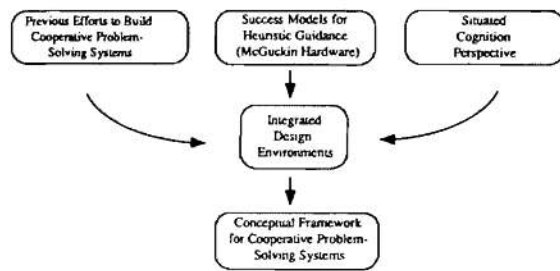 Previous Efforts to Build
Cooperative Problem-
Solving Systems
Success Models for
Heuristic Guidance
(McGuckin Hardware)
Situated
Cognition
Perspective
Integrated
Design
Environments
Conceptual Framework
for Cooperative Problem-
Solving Systems